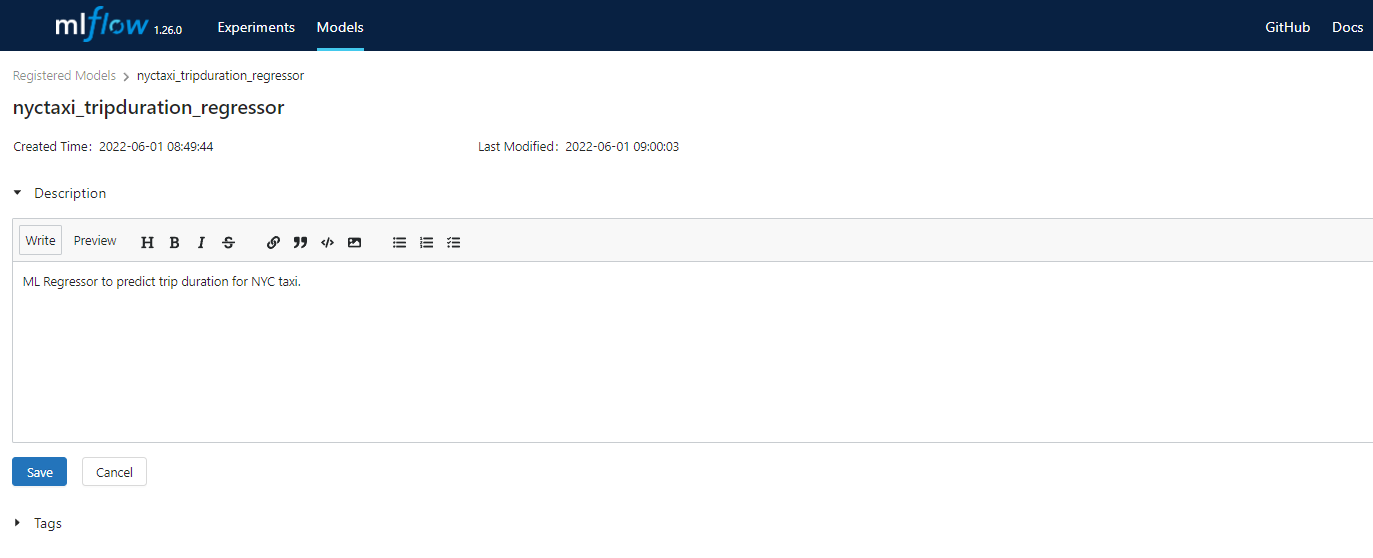 mlflow 1.26.0 Experiments Models GitHub Docs
Registered Models > nyctaxi_tripduration_regressor
nyctaxi_tripduration_regressor
Created Time: 2022-06-01 08:49:44 Last Modified: 2022-06-01 09:00:03
Description
Write Preview H B I S
ML Regressor to predict trip duration for NYC taxi.
Save Cancel
Tags